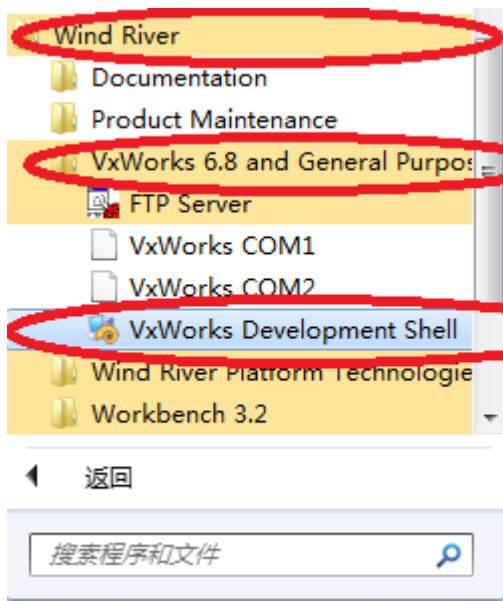 Wind River
Documentation
Product Maintenance
VxWorks 6.8 and General Purpos
FTP Server
VxWorks COM1
VxWorks COM2
VxWorks Development Shell
Wind River Platform Technologie
Workbench 3.2
返回
搜索程序和文件